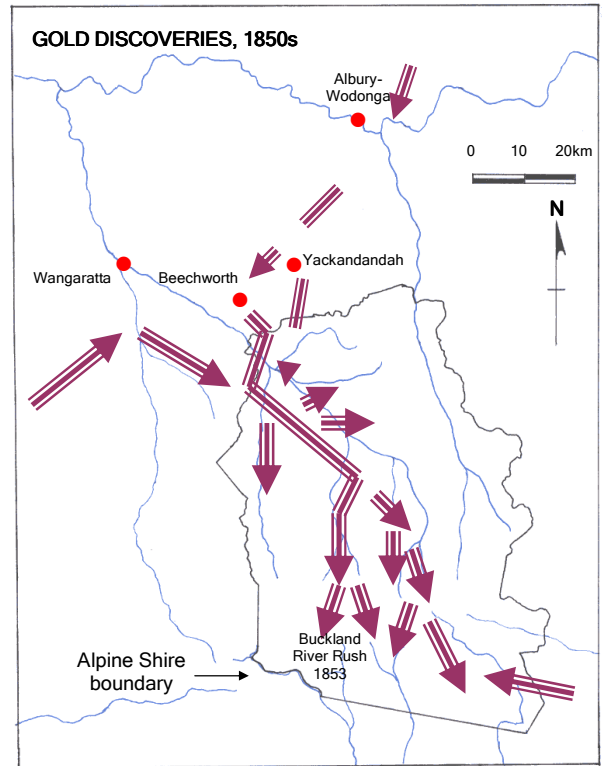 GOLD DISCOVERIES, 1850s
Albury-
Wodonga
0 10 20km
N
Yackandandah
Wangaratta
Beechworth
Buckland
River Rush
1853
Alpine Shire
boundary